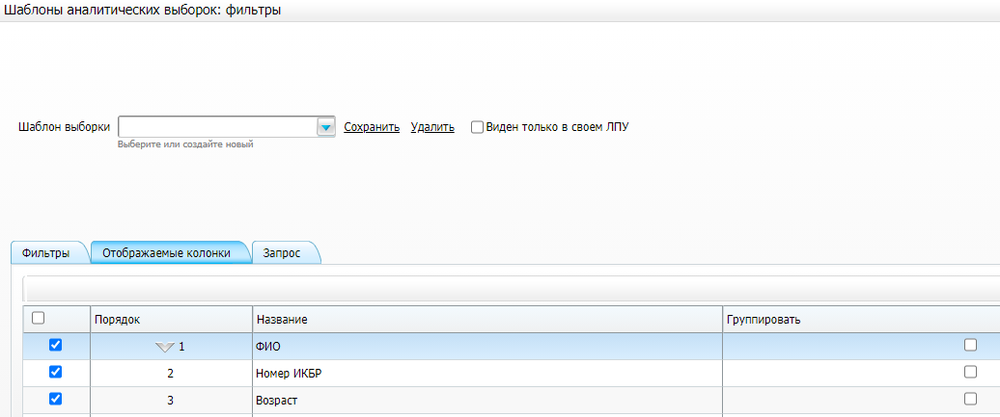 Шаблоны аналитических выборок: фильтры
Шаблон выборки Сохранить Удалить Виден только в своем ЛПУ
Выберите или создайте новый
Фильтры Отображаемые колонки Запрос
Порядок Название Группировать
1 ФИО
2 Номер ИКБР
3 Возраст